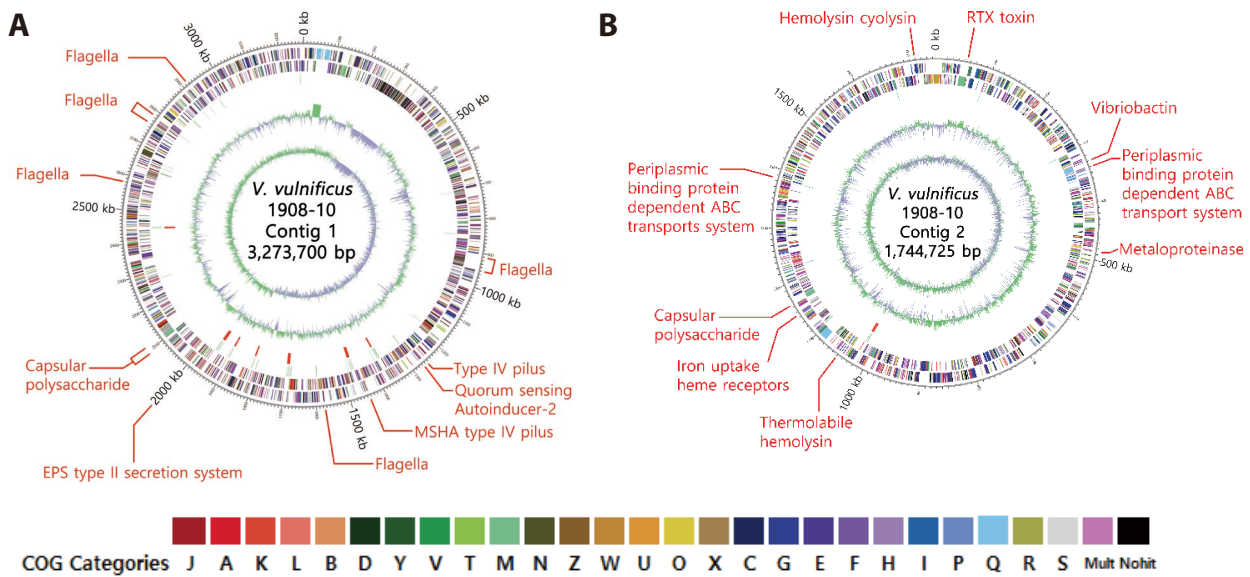 A
Flagella
Flagella
Flagella
Capsular
polysaccharide
EPS type II secretion system
Flagella
MSHA type IV pilus
Quorum sensing
Autoinducer-2
Type IV pilus
Flagella
0 kb
500 kb
1000 kb
1500 kb
2000 kb
2500 kb
3000 kb
V. vulnificus
1908-10
Contig 1
3,273,700 bp
B
Hemolysin cyolysin
RTX toxin
Vibriobactin
Periplasmic
binding protein
dependent ABC
transport system
Metaloproteinase
Periplasmic
binding protein
dependent ABC
transports system
Capsular
polysaccharide
Iron uptake
heme receptors
Thermolabile
hemolysin
0 kb
500 kb
1000 kb
1500 kb
V. vulnificus
1908-10
Contig 2
1,744,725 bp
COG Categories J A K L B D Y V T M N Z W U O X C G E F H I P Q R S Mult Nohit